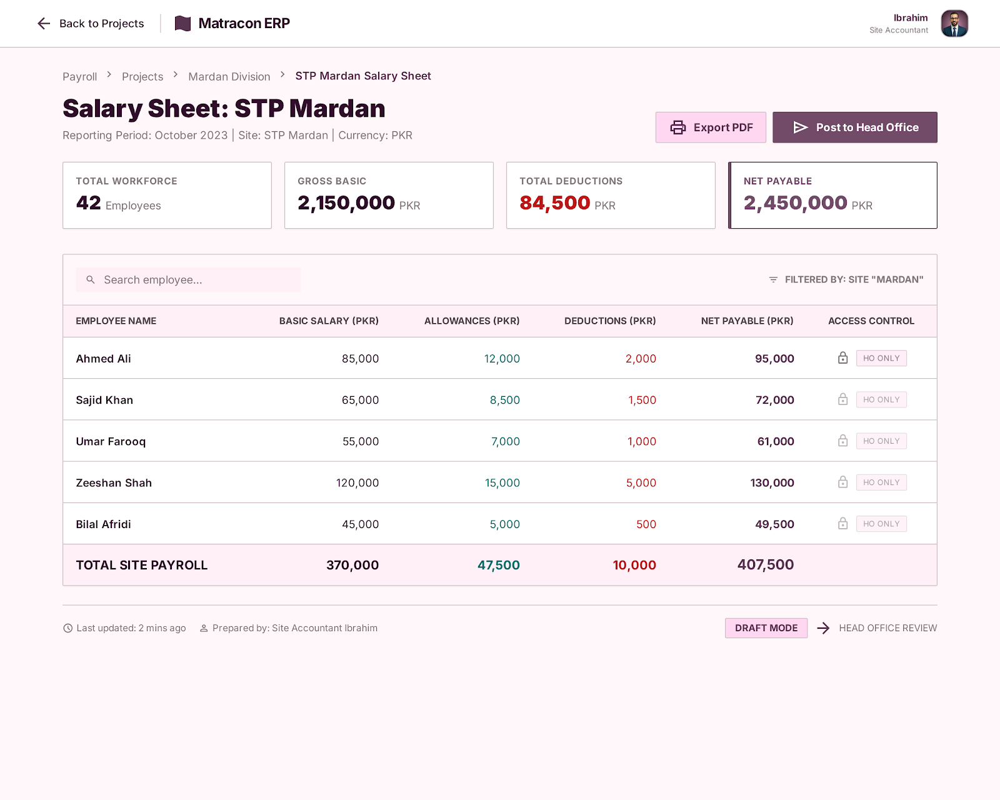 Back to Projects
Matracon ERP
Ibrahim
Site Accountant
Payroll > Projects > Mardan Division > STP Mardan Salary Sheet
Salary Sheet: STP Mardan
Reporting Period: October 2023 | Site: STP Mardan | Currency: PKR
Export PDF
Post to Head Office
TOTAL WORKFORCE
42 Employees
GROSS BASIC
2,150,000 PKR
TOTAL DEDUCTIONS
84,500 PKR
NET PAYABLE
2,450,000 PKR
Search employee...
FILTERED BY: SITE "MARDAN"
EMPLOYEE NAME BASIC SALARY (PKR) ALLOWANCES (PKR) DEDUCTIONS (PKR) NET PAYABLE (PKR) ACCESS CONTROL
Ahmed Ali 85,000 12,000 2,000 95,000 HO ONLY
Sajid Khan 65,000 8,500 1,500 72,000 HO ONLY
Umar Farooq 55,000 7,000 1,000 61,000 HO ONLY
Zeeshan Shah 120,000 15,000 5,000 130,000 HO ONLY
Bilal Afridi 45,000 5,000 500 49,500 HO ONLY
TOTAL SITE PAYROLL 370,000 47,500 10,000 407,500
Last updated: 2 mins ago
Prepared by: Site Accountant Ibrahim
DRAFT MODE
HEAD OFFICE REVIEW